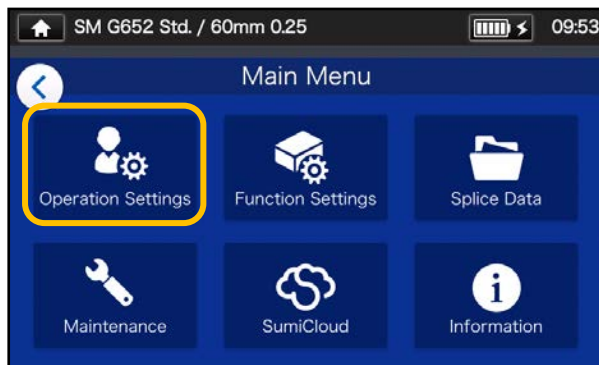 SM G652 Std. / 60mm 0.25 09:53
Main Menu
Operation Settings Function Settings Splice Data
Maintenance SumiCloud Information